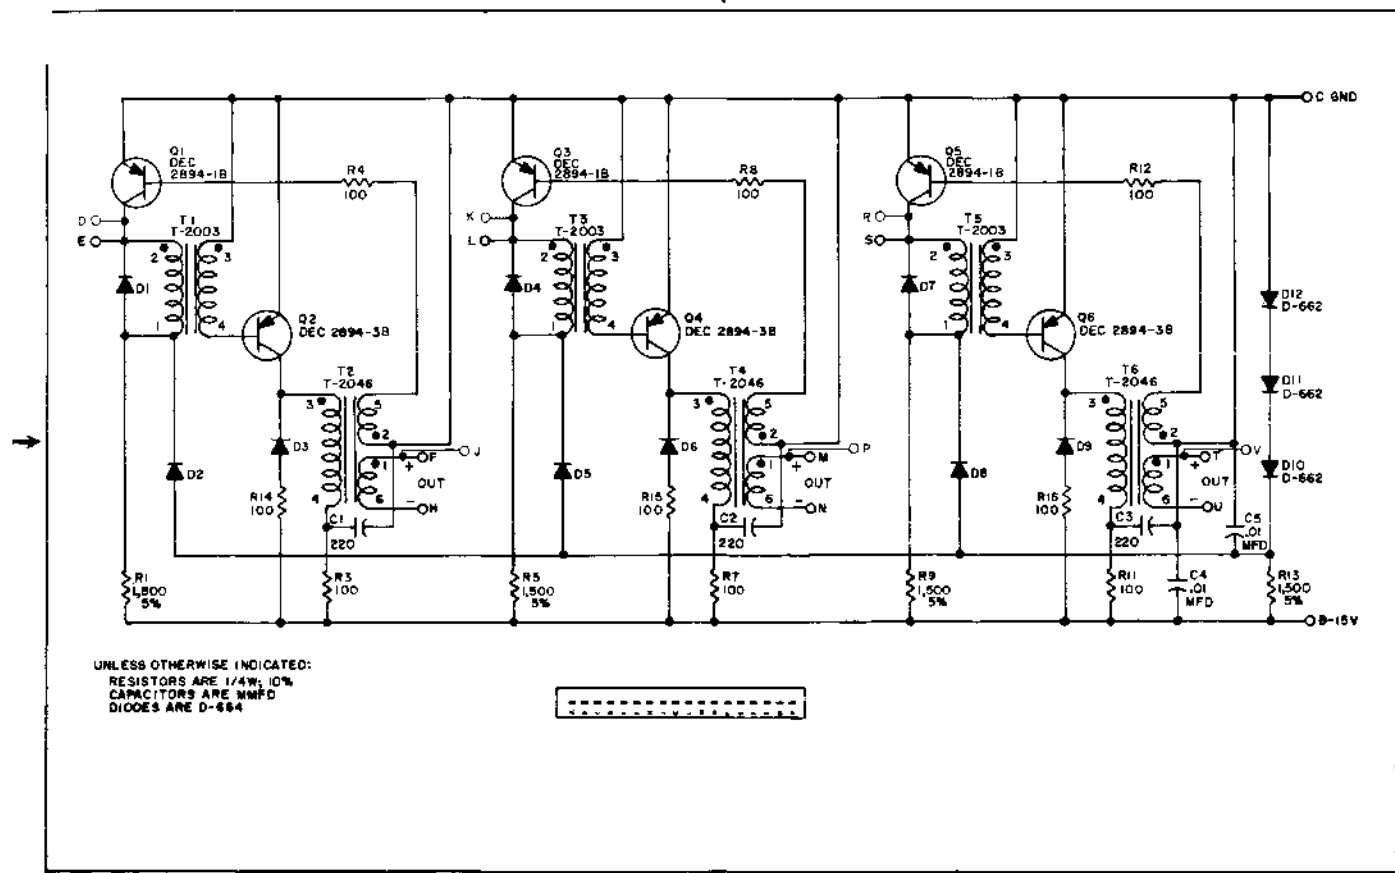 C GND
Q1
DEC
2894-1B
R4
100
Q3
DEC
2894-1B
R8
100
Q5
DEC
2894-1B
R12
100
D
E
T1
T-2003
2
3
1
4
D1
Q2
DEC 2894-3B
K
L
T3
T-2003
2
3
1
4
D4
Q4
DEC 2894-3B
R
S
T5
T-2003
2
3
1
4
D7
Q6
DEC 2894-3B
D12
D-662
D11
D-662
D10
D-662
T2
T-2046
3
5
2
4
1
6
D2
D3
R14
100
F
+
OUT
-
H
J
C1
220
T4
T-2046
3
5
2
4
1
6
D5
D6
R15
100
M
+
OUT
-
N
P
C2
220
T6
T-2046
3
5
2
4
1
6
D8
D9
R16
100
T
+
OUT
-
U
V
C3
220
C5
.01
MFD
R1
1,800
5%
R3
100
R5
1,500
5%
R7
100
R9
1,500
5%
R11
100
C4
.01
MFD
R13
1,500
5%
B-15V
UNLESS OTHERWISE INDICATED:
RESISTORS ARE 1/4W; 10%
CAPACITORS ARE MMFD
DIODES ARE D-664